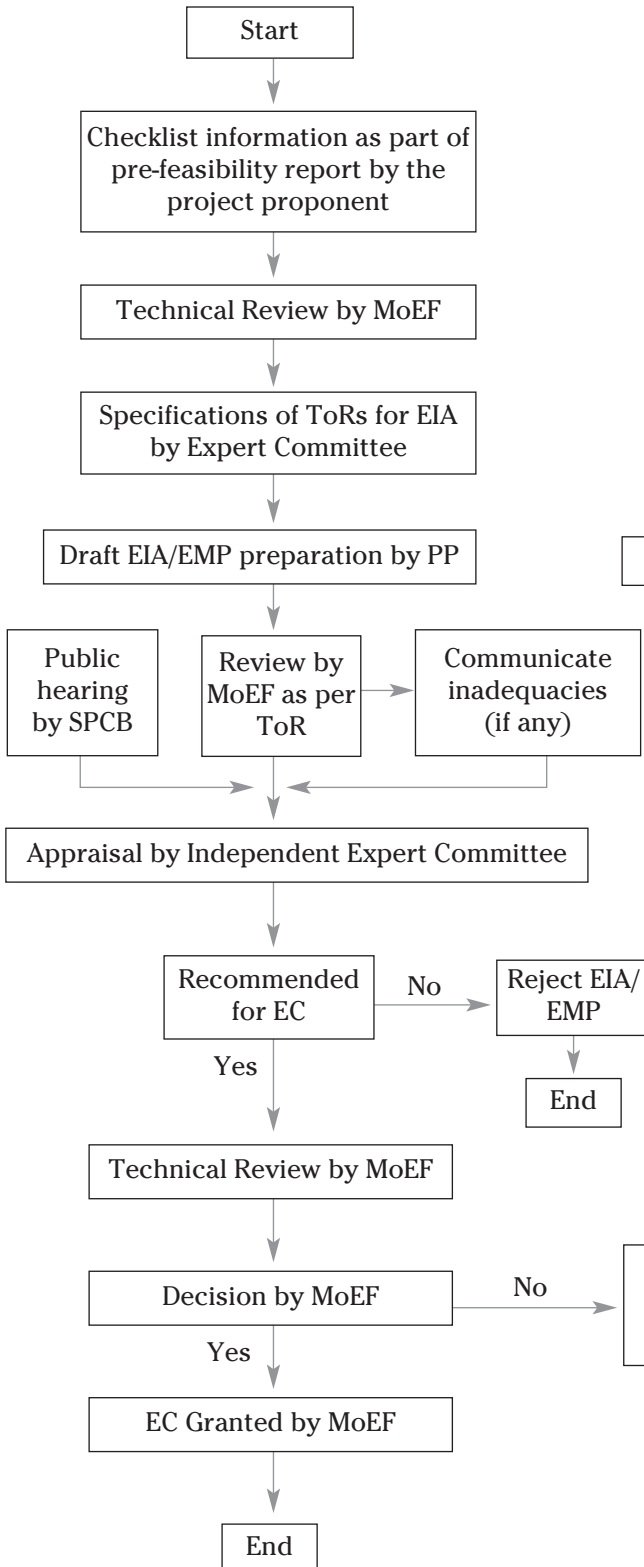 Start
Checklist information as part of
pre-feasibility report by the
project proponent
Technical Review by MoEF
Specifications of ToRs for EIA
by Expert Committee
Draft EIA/EMP preparation by PP
Public
hearing
by SPCB
Review by
MoEF as per
ToR
Communicate
inadequacies
(if any)
Appraisal by Independent Expert Committee
Recommended
for EC
No
Reject EIA/
EMP
Yes
End
Technical Review by MoEF
Decision by MoEF
No
Yes
EC Granted by MoEF
End